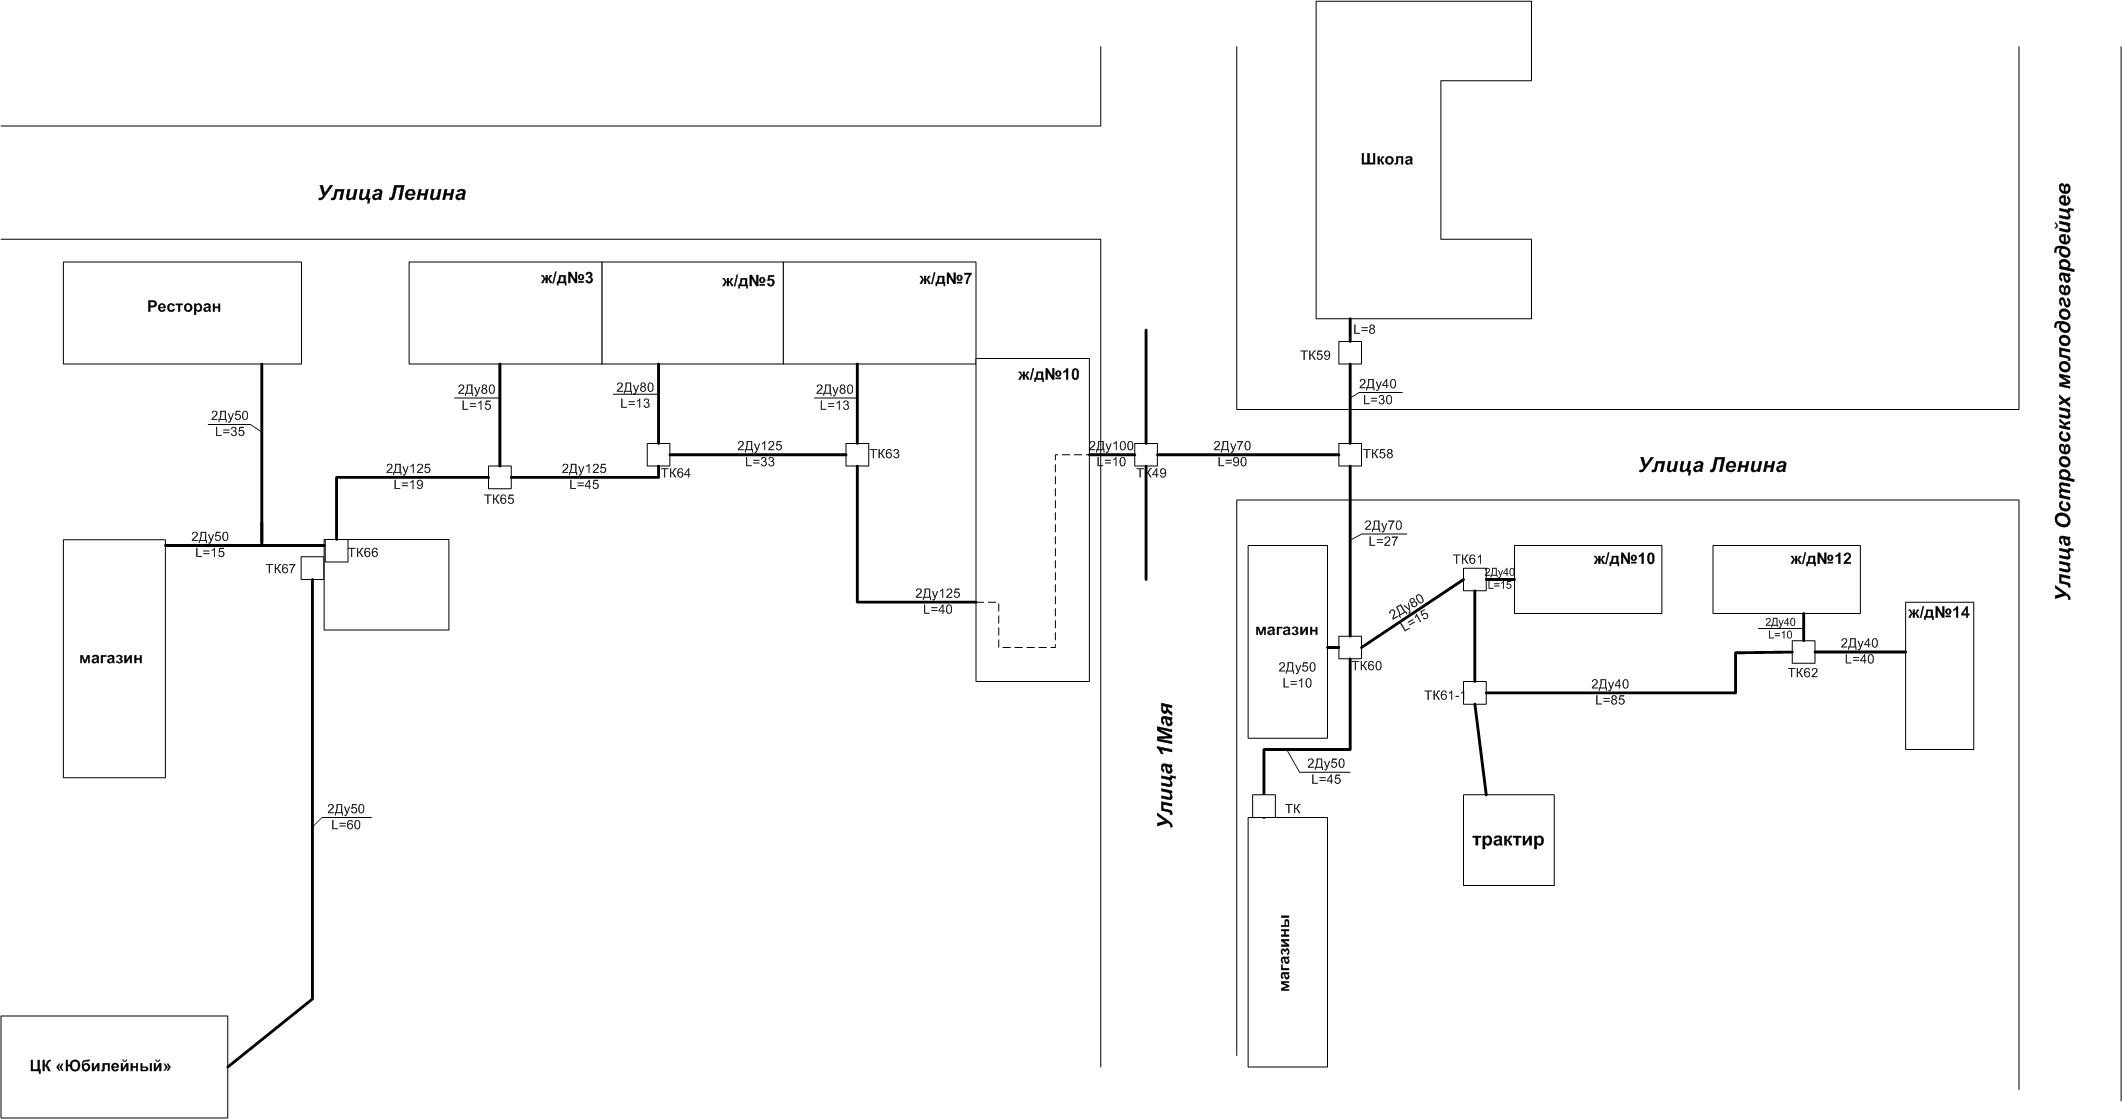 Улица Ленина
Школа
Улица Островских молодогвардейцев
Ресторан
ж/д№3
ж/д№5
ж/д№7
ж/д№10
L=8
ТК59
2Ду40
L=30
2Ду50
L=35
2Ду80
L=15
2Ду80
L=13
2Ду80
L=13
2Ду125
L=19
2Ду125
L=45
ТК65
ТК64
2Ду125
L=33
ТК63
2Ду100
L=10
ТК49
2Ду70
L=90
ТК58
Улица Ленина
2Ду50
L=15
ТК66
ТК67
магазин
2Ду125
L=40
2Ду70
L=27
ТК61
2Ду40
L=15
ж/д№10
ж/д№12
ж/д№14
2Ду80
L=15
магазин
2Ду50
L=10
ТК60
2Ду40
L=10
2Ду40
L=40
ТК62
ТК61-1
2Ду40
L=85
Улица 1Мая
2Ду50
L=45
ТК
трактир
2Ду50
L=60
магазины
ЦК «Юбилейный»